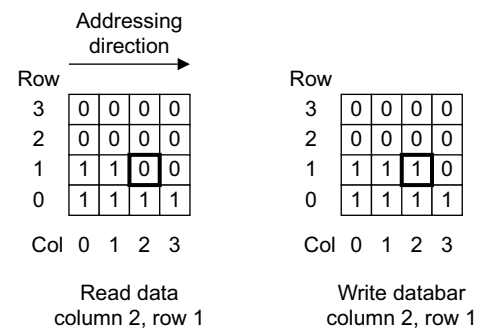 Addressing
direction
Row
3 0 0 0 0
2 0 0 0 0
1 1 1 0 0
0 1 1 1 1
Col 0 1 2 3
Read data
column 2, row 1
Row
3 0 0 0 0
2 0 0 0 0
1 1 1 1 0
0 1 1 1 1
Col 0 1 2 3
Write databar
column 2, row 1